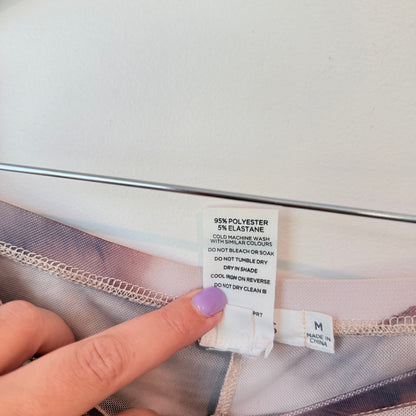 95% POLYESTER
5% ELASTANE
COLD MACHINE WASH
WITH SIMILAR COLOURS
DO NOT BLEACH OR SOAK
DO NOT TUMBLE DRY
DRY IN SHADE
COOL IRON ON REVERSE
DO NOT DRY CLEAN
PRT
S
M
MADE IN
CHINA